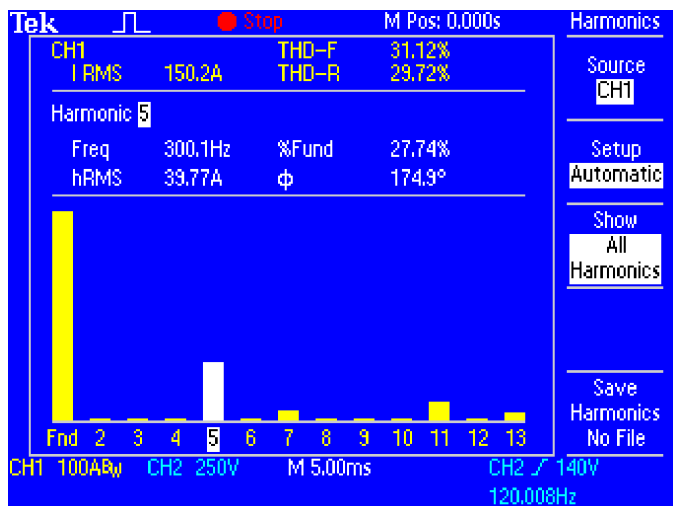 Tek Stop M Pos: 0.000s Harmonics
CH1 THD-F 31.12%
I RMS 150.2A THD-R 29.72%
Source
CH1
Harmonic 5
Freq 300.1Hz %Fund 27.74%
hRMS 39.77A ϕ 174.9º
Setup
Automatic
Show
All
Harmonics
Save
Harmonics
No File
Fnd 2 3 4 5 6 7 8 9 10 11 12 13
CH1 100ABW CH2 250V M 5.00ms CH2 140V
120.008Hz